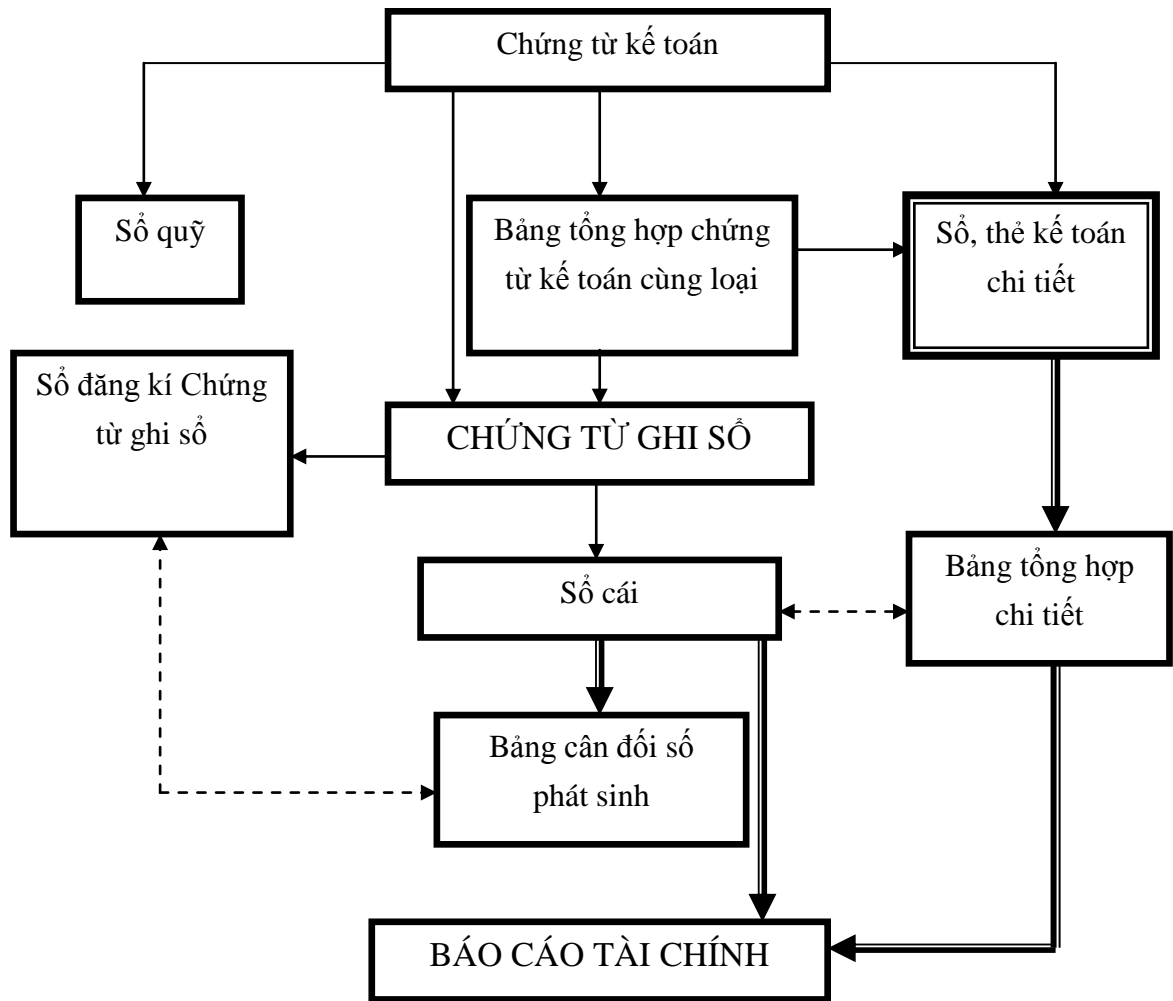 Chứng từ kế toán
Sổ quỹ
Bảng tổng hợp chứng
từ kế toán cùng loại
Sổ, thẻ kế toán
chi tiết
Sổ đăng kí Chứng
từ ghi sổ
CHỨNG TỪ GHI SỔ
Sổ cái
Bảng tổng hợp
chi tiết
Bảng cân đối số
phát sinh
BÁO CÁO TÀI CHÍNH